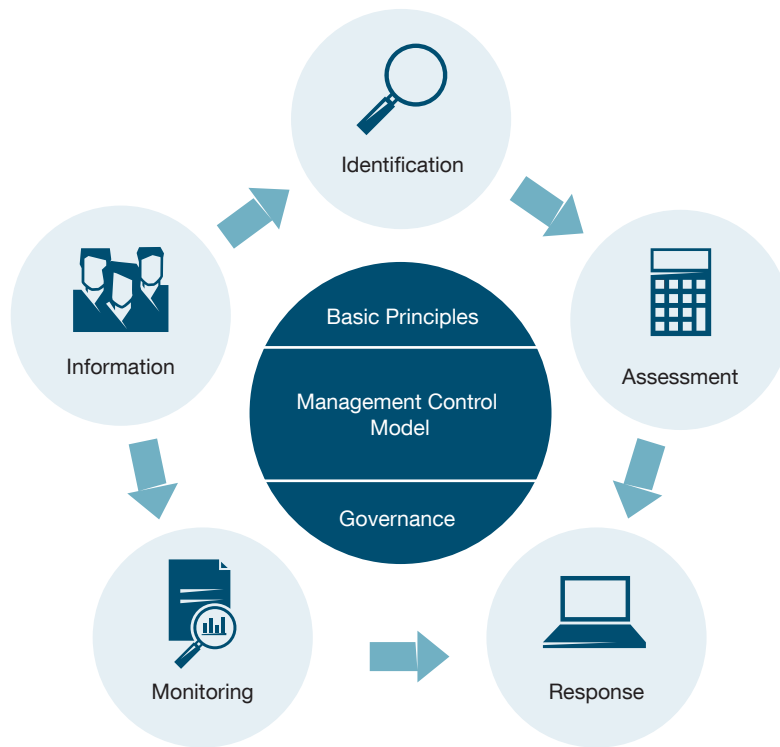 Identification
Basic Principles
Information
Assessment
Management Control
Model
Governance
Monitoring
Response